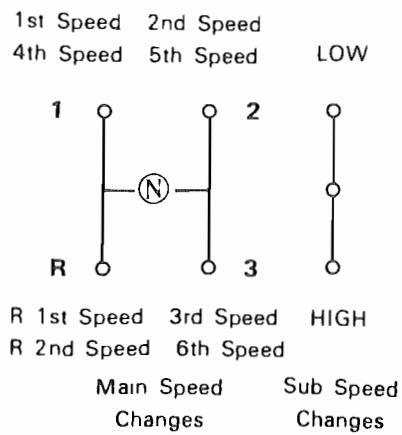 1st Speed 2nd Speed
4th Speed 5th Speed LOW
1 2
N
R 3
R 1st Speed 3rd Speed HIGH
R 2nd Speed 6th Speed
Main Speed Sub Speed
Changes Changes